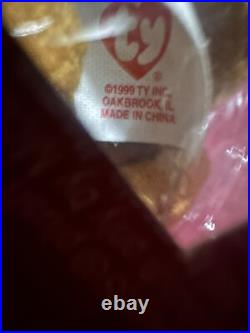 ty
©1999 TY INC.
OAKBROOK, IL
MADE IN CHINA